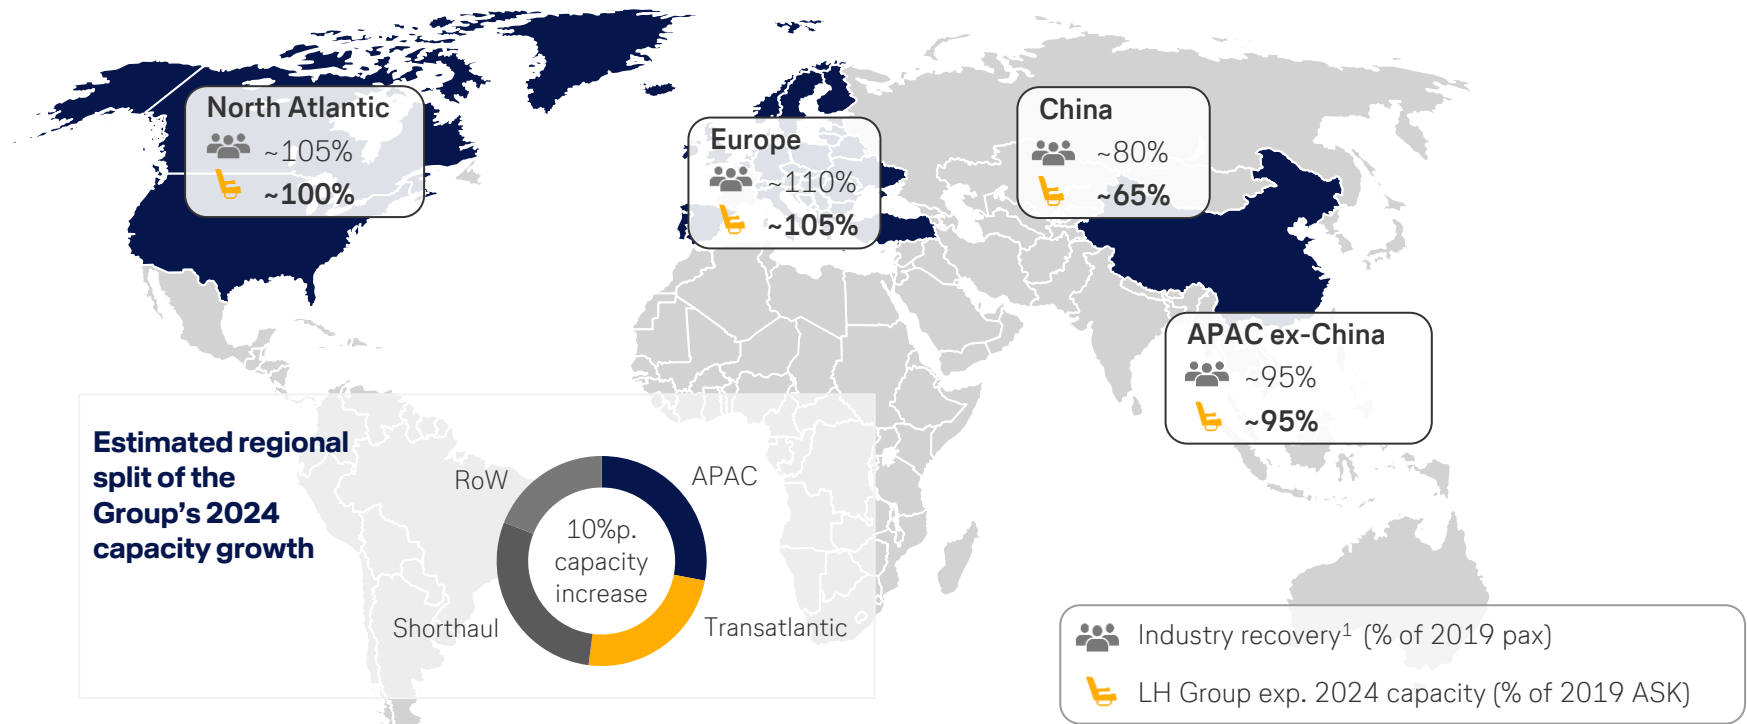 North Atlantic
~105%
~100%
Europe
~110%
~105%
China
~80%
~65%
APAC ex-China
~95%
~95%
Estimated regional
split of the
Group’s 2024
capacity growth
RoW
APAC
10%p.
capacity
increase
Shorthaul
Transatlantic
Industry recovery¹ (% of 2019 pax)
LH Group exp. 2024 capacity (% of 2019 ASK)